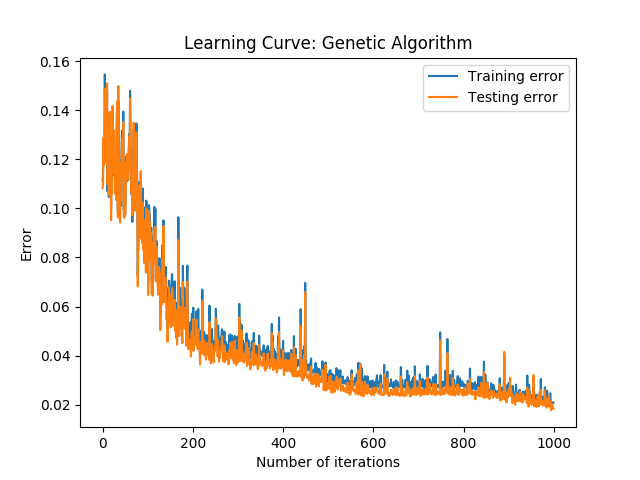 Learning Curve: Genetic Algorithm
Training error
Testing error
0.16
0.14
0.12
0.10
0.08
0.06
0.04
0.02
Error
0 200 400 600 800 1000
Number of iterations